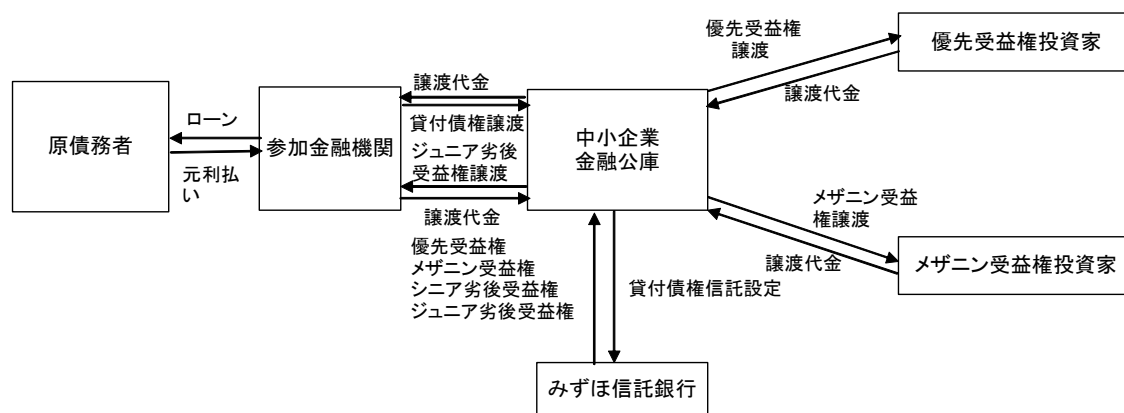 原債務者
ローン
元利払
い
参加金融機関
譲渡代金
貸付債権譲渡
ジュニア劣後
受益権譲渡
譲渡代金
中小企業
金融公庫
優先受益権
譲渡
譲渡代金
優先受益権投資家
メザニン受益
権譲渡
譲渡代金
メザニン受益権投資家
優先受益権
メザニン受益権
シニア劣後受益権
ジュニア劣後受益権
貸付債権信託設定
みずほ信託銀行